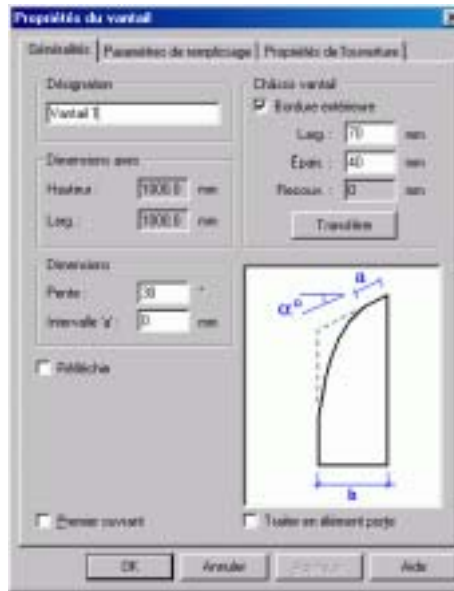 Propriétés du vantail
Généralités Paramètres de remplissage Propriétés de l'ouverture
Désignation
Vantail 1
Dimensions axes
Hauteur : 1000.0 mm
Larg. : 1000.0 mm
Dimensions
Pente : 30 °
Intervalle 'a' : 0 mm
Réfléchir
Premier ouvrant
Châssis vantail
Bordure extérieure
Larg. : 70 mm
Épais. : 40 mm
Recouv. : 0 mm
Transférer
a
α°
b
Traiter en élément porte
OK Annuler Aide